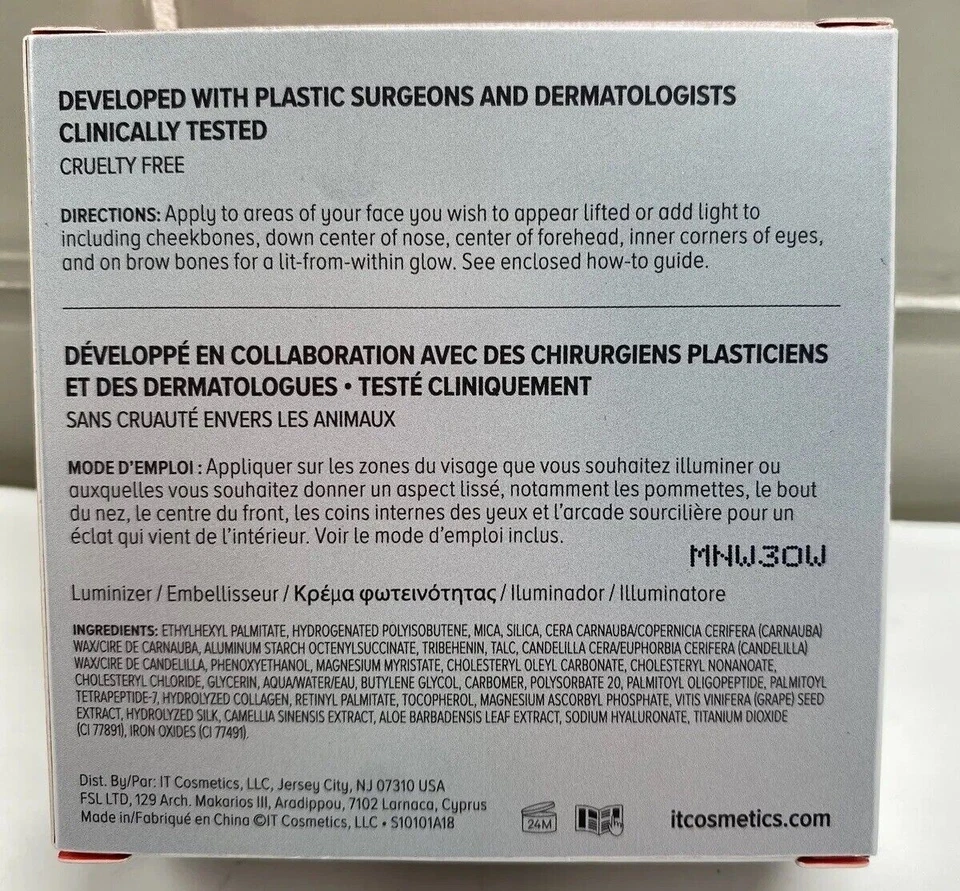 DEVELOPED WITH PLASTIC SURGEONS AND DERMATOLOGISTS
CLINICALLY TESTED
CRUELTY FREE
DIRECTIONS: Apply to areas of your face you wish to appear lifted or add light to
including cheekbones, down center of nose, center of forehead, inner corners of eyes,
and on brow bones for a lit-from-within glow. See enclosed how-to guide.
DÉVELOPPÉ EN COLLABORATION AVEC DES CHIRURGIENS PLASTICIENS
ET DES DERMATOLOGUES • TESTÉ CLINIQUEMENT
SANS CRUAUTÉ ENVERS LES ANIMAUX
MODE D'EMPLOI : Appliquer sur les zones du visage que vous souhaitez illuminer ou
auxquelles vous souhaitez donner un aspect lissé, notamment les pommettes, le bout
du nez, le centre du front, les coins internes des yeux et l'arcade sourcilière pour un
éclat qui vient de l'intérieur. Voir le mode d'emploi inclus.
MNW30W
Luminizer / Embellisseur / Κρέμα φωτεινότητας / Iluminador / Illuminatore
INGREDIENTS: ETHYLHEXYL PALMITATE, HYDROGENATED POLYISOBUTENE, MICA, SILICA, CERA CARNAUBA/COPERNICIA CERIFERA (CARNAUBA)
WAX/CIRE DE CARNAUBA, ALUMINUM STARCH OCTENYLSUCCINATE, TRIBEHENIN, TALC, CANDELILLA CERA/EUPHORBIA CERIFERA (CANDELILLA)
WAX/CIRE DE CANDELILLA, PHENOXYETHANOL, MAGNESIUM MYRISTATE, CHOLESTERYL OLEYL CARBONATE, CHOLESTERYL NONANOATE,
CHOLESTERYL CHLORIDE, GLYCERIN, AQUA/WATER/EAU, BUTYLENE GLYCOL, CARBOMER, POLYSORBATE 20, PALMITOYL OLIGOPEPTIDE, PALMITOYL
TETRAPEPTIDE-7, HYDROLYZED COLLAGEN, RETINYL PALMITATE, TOCOPHEROL, MAGNESIUM ASCORBYL PHOSPHATE, VITIS VINIFERA (GRAPE) SEED
EXTRACT, HYDROLYZED SILK, CAMELLIA SINENSIS EXTRACT, ALOE BARBADENSIS LEAF EXTRACT, SODIUM HYALURONATE, TITANIUM DIOXIDE
(CI 77891), IRON OXIDES (CI 77491).
Dist. By/Par: IT Cosmetics, LLC, Jersey City, NJ 07310 USA
FSL LTD, 129 Arch. Makarios III, Aradippou, 7102 Larnaca, Cyprus
Made in/Fabriqué en China ©IT Cosmetics, LLC • S10101A18
24M
itcosmetics.com